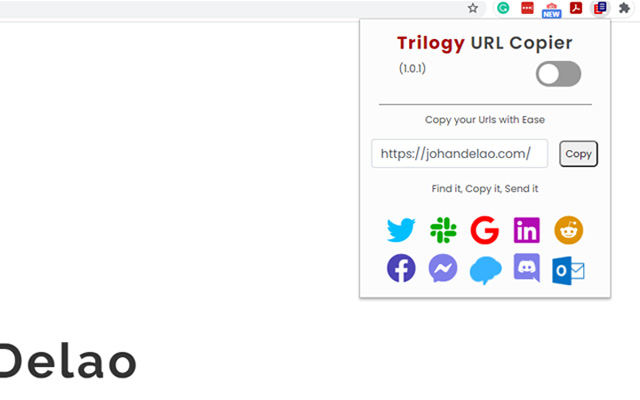 NEW
Trilogy URL Copier
(1.0.1)
Copy your Urls with Ease
https://johandelao.com/ Copy
Find it, Copy it, Send it
Delao